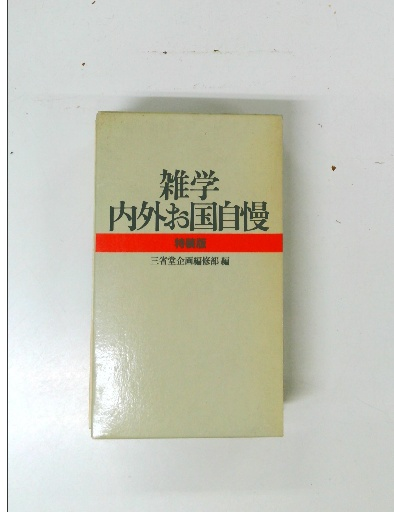 雑学
内外お国自慢
特装版
三省堂企画編修部 編